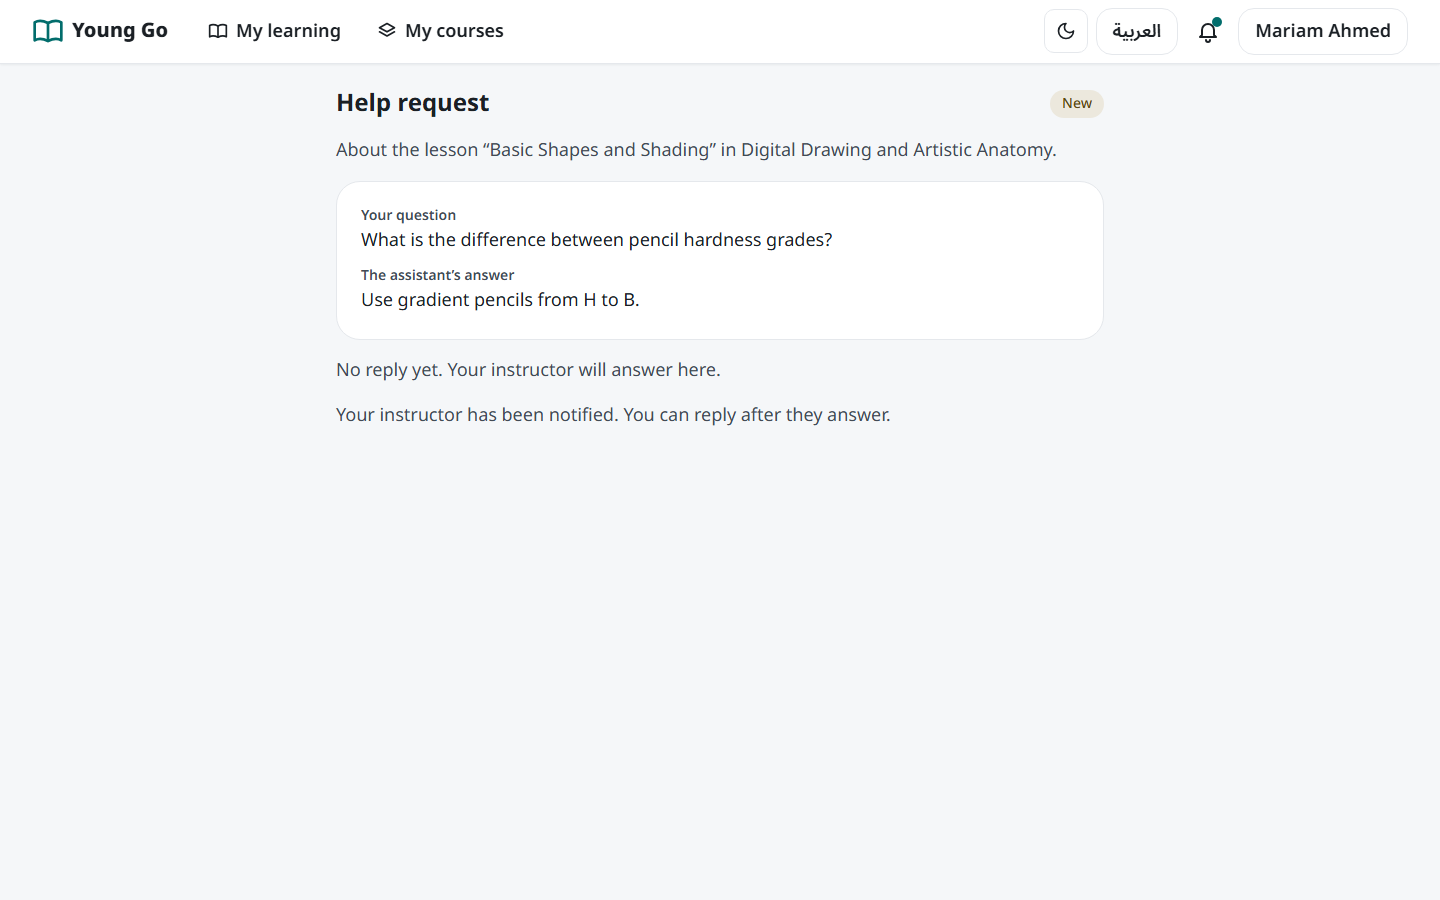 Young Go
My learning
My courses
العربية
Mariam Ahmed
Help request
New
About the lesson “Basic Shapes and Shading” in Digital Drawing and Artistic Anatomy.
Your question
What is the difference between pencil hardness grades?
The assistant’s answer
Use gradient pencils from H to B.
No reply yet. Your instructor will answer here.
Your instructor has been notified. You can reply after they answer.